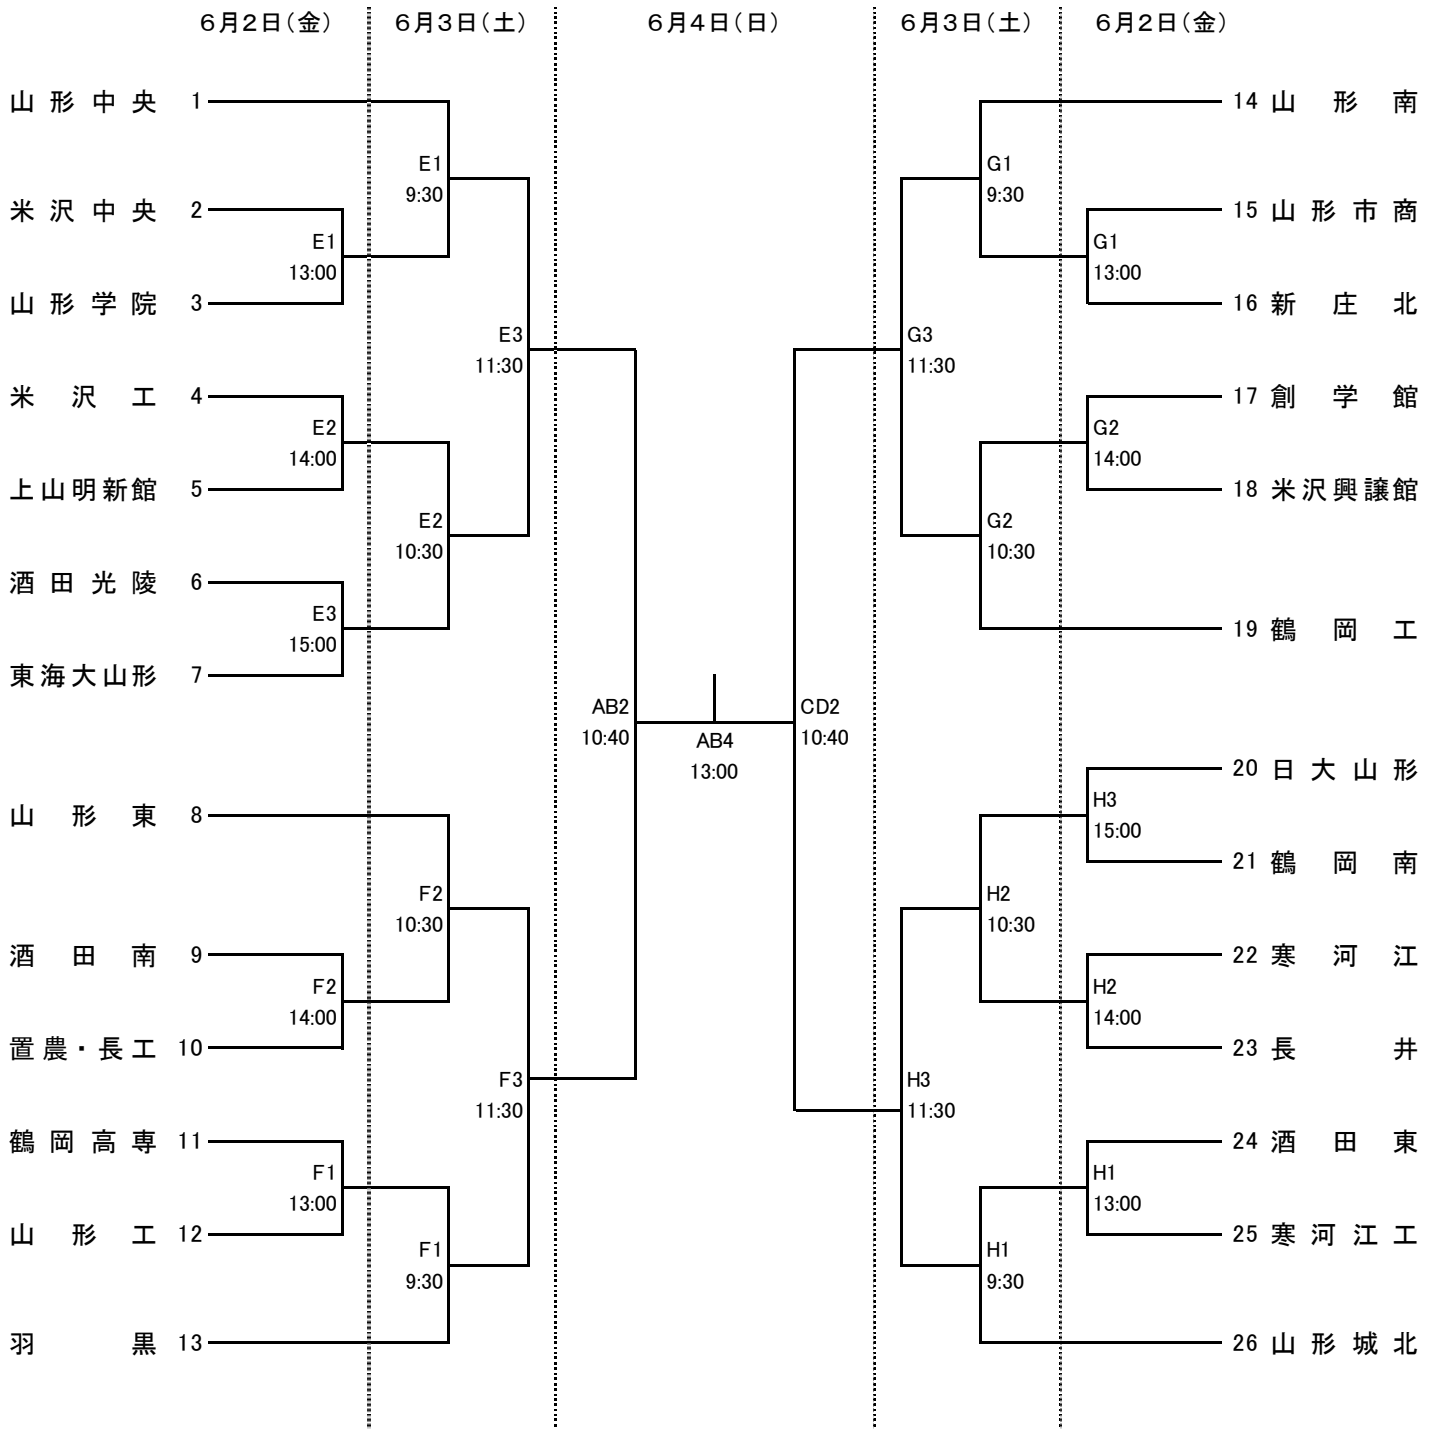 6月2日(金) 6月3日(土) 6月4日(日) 6月3日(土) 6月2日(金)
山形中央 1
米沢中央 2
山形学院 3
米沢工 4
上山明新館 5
酒田光陵 6
東海大山形 7
山形東 8
酒田南 9
置農・長工 10
鶴岡高専 11
山形工 12
羽黒 13
E1
13:00
E2
14:00
E3
15:00
F2
14:00
F1
13:00
E1
9:30
E2
10:30
F2
10:30
F1
9:30
E3
11:30
F3
11:30
AB2
10:40
AB4
13:00
CD2
10:40
G3
11:30
H3
11:30
G1
9:30
G2
10:30
H2
10:30
H1
9:30
G1
13:00
G2
14:00
H3
15:00
H2
14:00
H1
13:00
14 山形南
15 山形市商
16 新庄北
17 創学館
18 米沢興譲館
19 鶴岡工
20 日大山形
21 鶴岡南
22 寒河江
23 長井
24 酒田東
25 寒河江工
26 山形城北